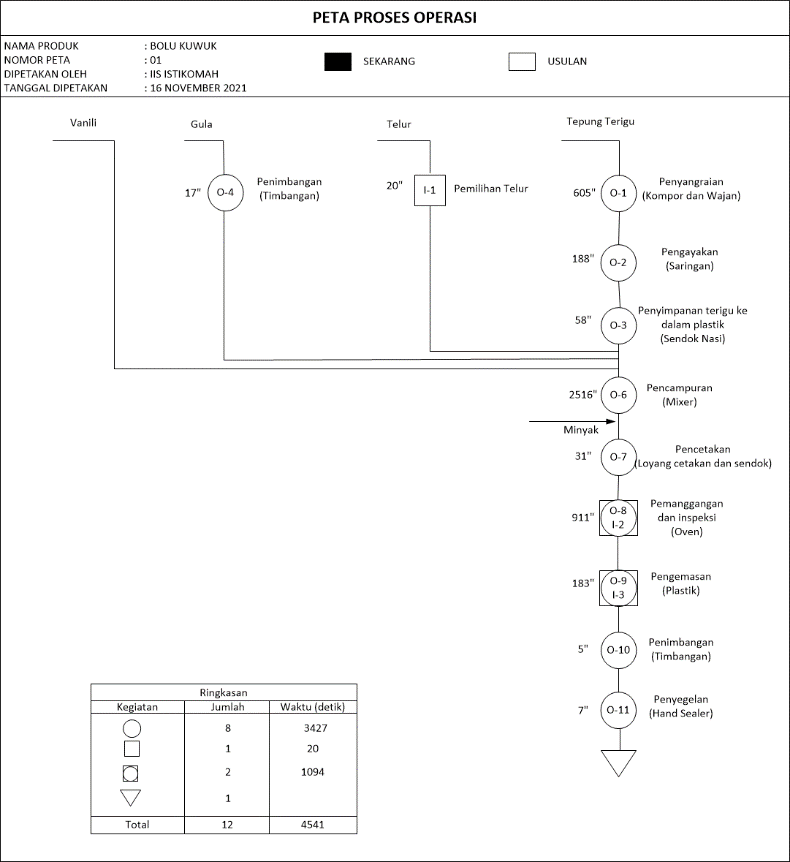 PETA PROSES OPERASI
NAMA PRODUK : BOLU KUWUK
NOMOR PETA : 01
DIPETAKAN OLEH : IIS ISTIKOMAH
TANGGAL DIPETAKAN : 16 NOVEMBER 2021
SEKARANG
USULAN
Vanili
Gula
Telur
Tepung Terigu
17" O-4 Penimbangan
(Timbangan)
20" I-1 Pemilihan Telur
605" O-1 Penyangraian
(Kompor dan Wajan)
188" O-2 Pengayakan
(Saringan)
58" O-3 Penyimpanan terigu ke
dalam plastik
(Sendok Nasi)
2516" O-6 Pencampuran
(Mixer)
Minyak
31" O-7 Pencetakan
(Loyang cetakan dan sendok)
911" O-8 I-2 Pemanggangan
dan inspeksi
(Oven)
183" O-9 I-3 Pengemasan
(Plastik)
5" O-10 Penimbangan
(Timbangan)
7" O-11 Penyegelan
(Hand Sealer)
Ringkasan
Kegiatan Jumlah Waktu (detik)
8 3427
1 20
2 1094
1
Total 12 4541